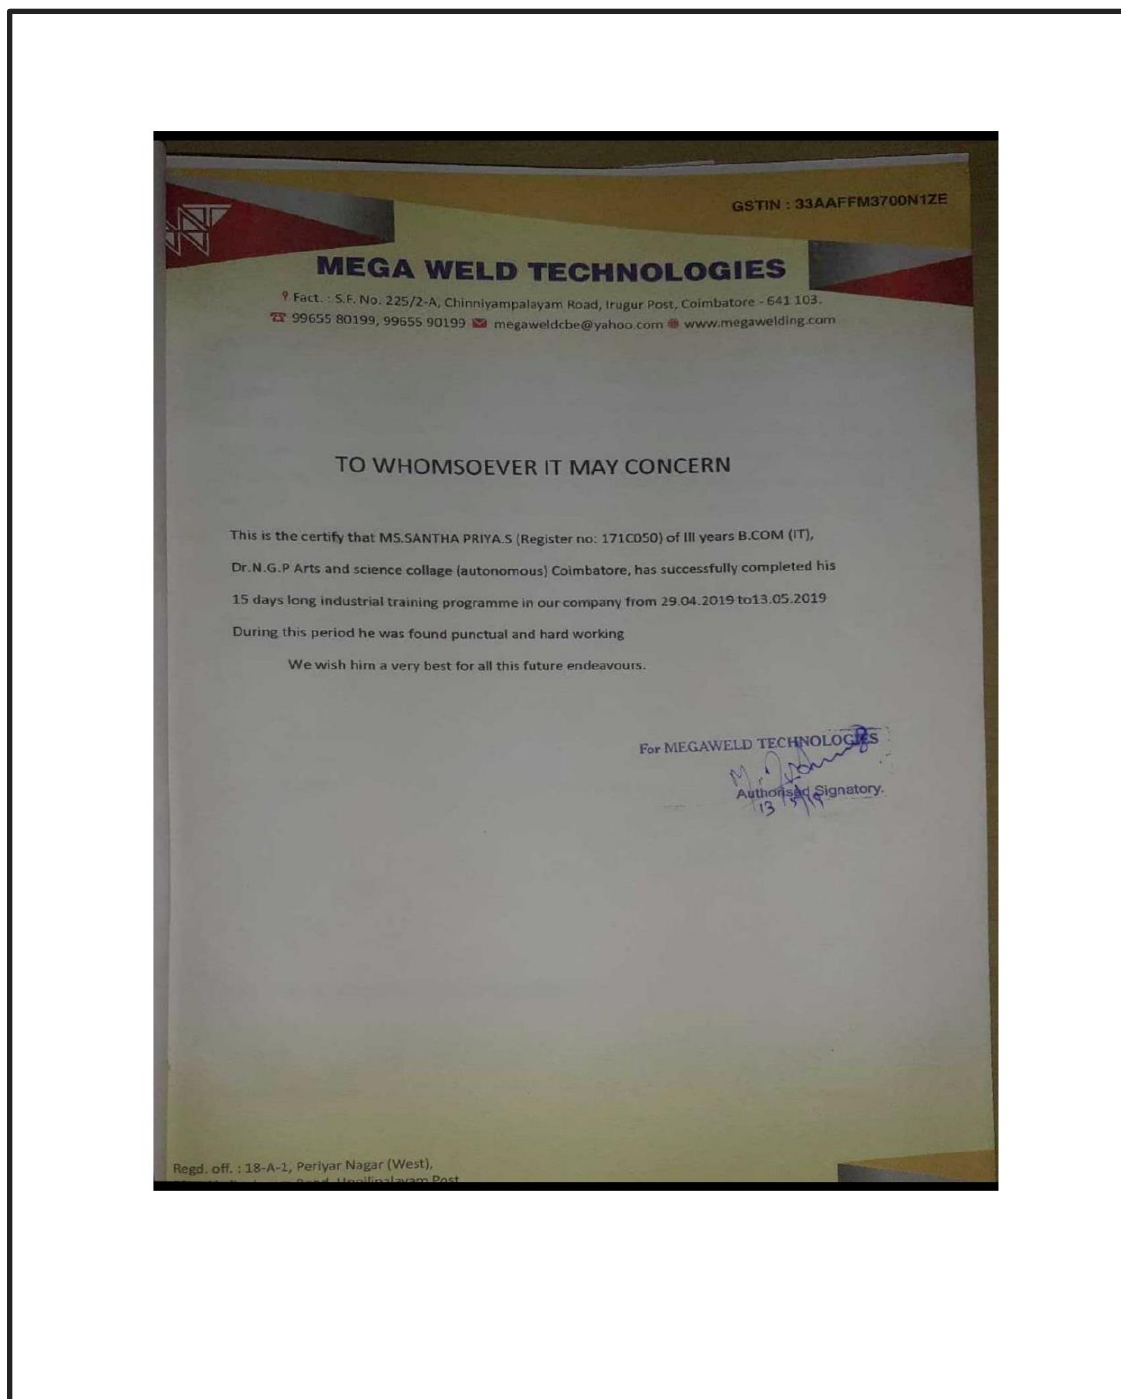 GSTIN : 33AAFFM3700N1ZE
MEGA WELD TECHNOLOGIES
Fact. : S.F. No. 225/2-A, Chinniyampalayam Road, Irugur Post, Coimbatore - 641 103.
99655 80199, 99655 90199 megaweldcbe@yahoo.com www.megawelding.com
TO WHOMSOEVER IT MAY CONCERN
This is the certify that MS.SANTHA PRIYA.S (Register no: 171C050) of III years B.COM (IT),
Dr.N.G.P Arts and science collage (autonomous) Coimbatore, has successfully completed his
15 days long industrial training programme in our company from 29.04.2019 to13.05.2019
During this period he was found punctual and hard working
We wish him a very best for all this future endeavours.
For MEGAWELD TECHNOLOGIES
Authorised Signatory.
13/5/19
Regd. off. : 18-A-1, Periyar Nagar (West),
Road, Uppilipalayam Post